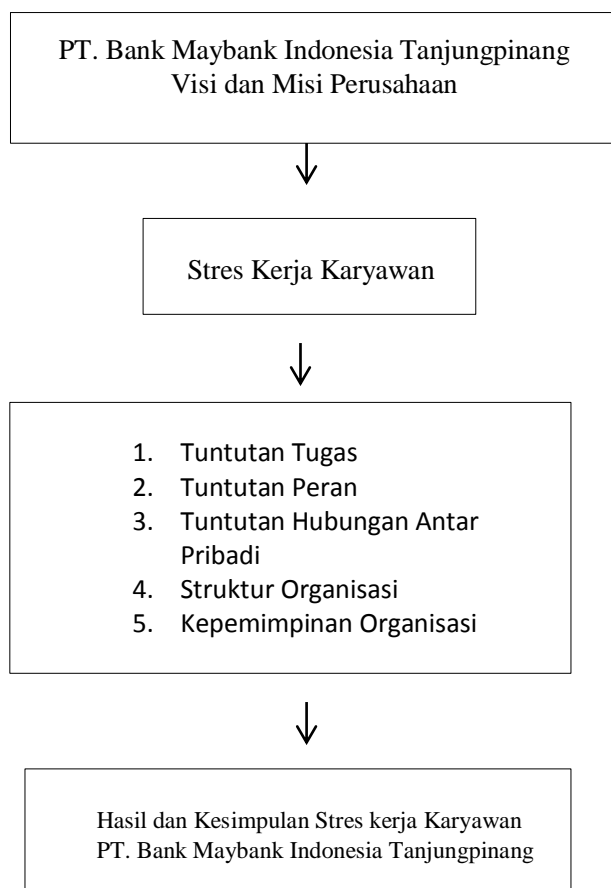 PT. Bank Maybank Indonesia Tanjungpinang
Visi dan Misi Perusahaan
Stres Kerja Karyawan
1. Tuntutan Tugas
2. Tuntutan Peran
3. Tuntutan Hubungan Antar
Pribadi
4. Struktur Organisasi
5. Kepemimpinan Organisasi
Hasil dan Kesimpulan Stres kerja Karyawan
PT. Bank Maybank Indonesia Tanjungpinang